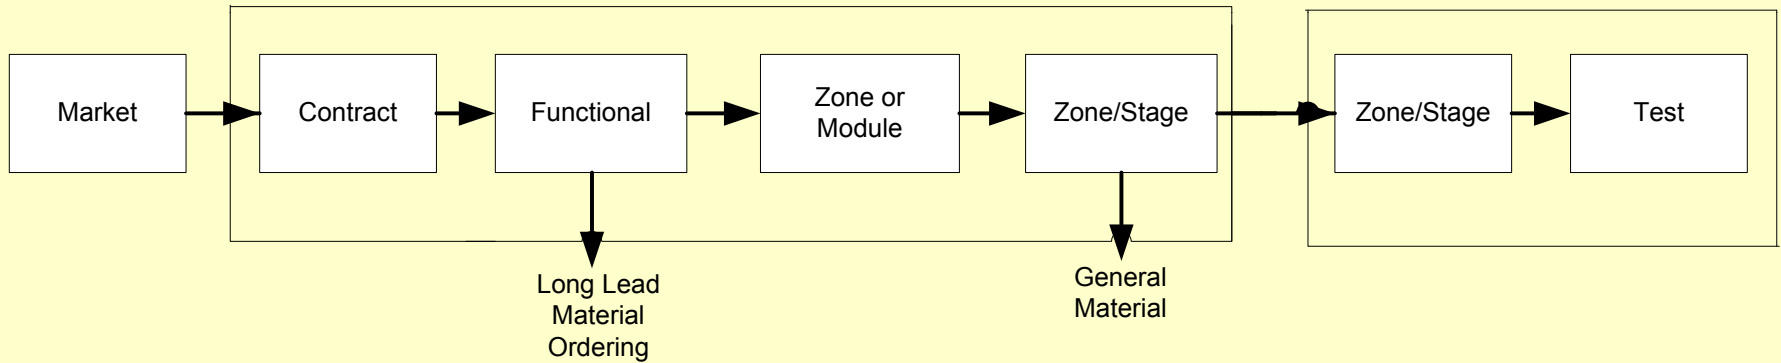 Market
Contract
Functional
Zone or
Module
Zone/Stage
Zone/Stage
Test
Long Lead
Material
Ordering
General
Material